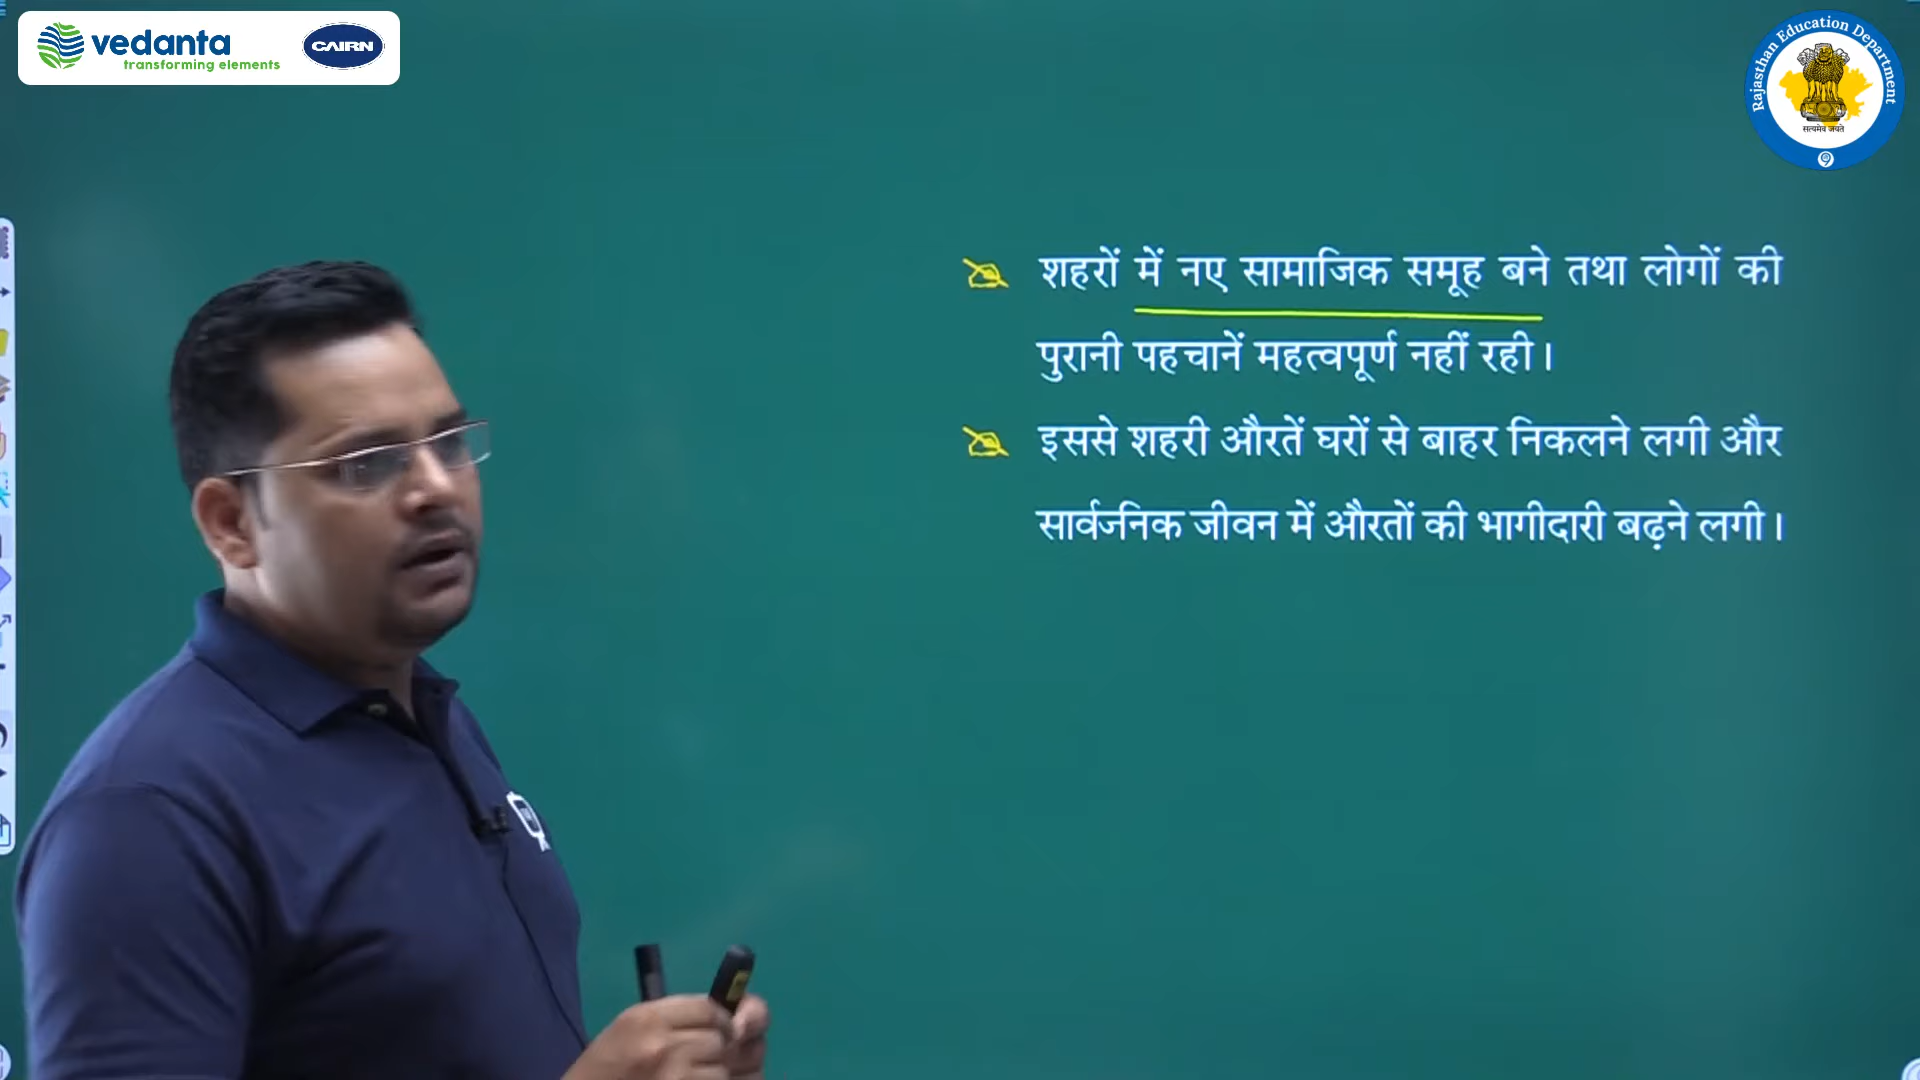 vedanta
transforming elements
CAIRN
Rajasthan Education Department
सत्यमेव जयते
शहरों में नए सामाजिक समूह बने तथा लोगों की
पुरानी पहचानें महत्वपूर्ण नहीं रही।
इससे शहरी औरतें घरों से बाहर निकलने लगी और
सार्वजनिक जीवन में औरतों की भागीदारी बढ़ने लगी।